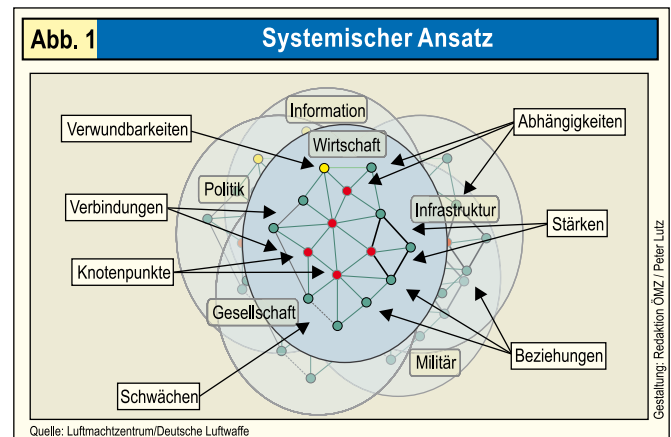 Abb. 1
Systemischer Ansatz
Information
Verwundbarkeiten
Abhängigkeiten
Wirtschaft
Politik
Verbindungen
Infrastruktur
Stärken
Knotenpunkte
Gesellschaft
Militär
Beziehungen
Schwächen
Quelle: Luftmachtzentrum/Deutsche Luftwaffe
Gestaltung: Redaktion ÖMZ / Peter Lutz